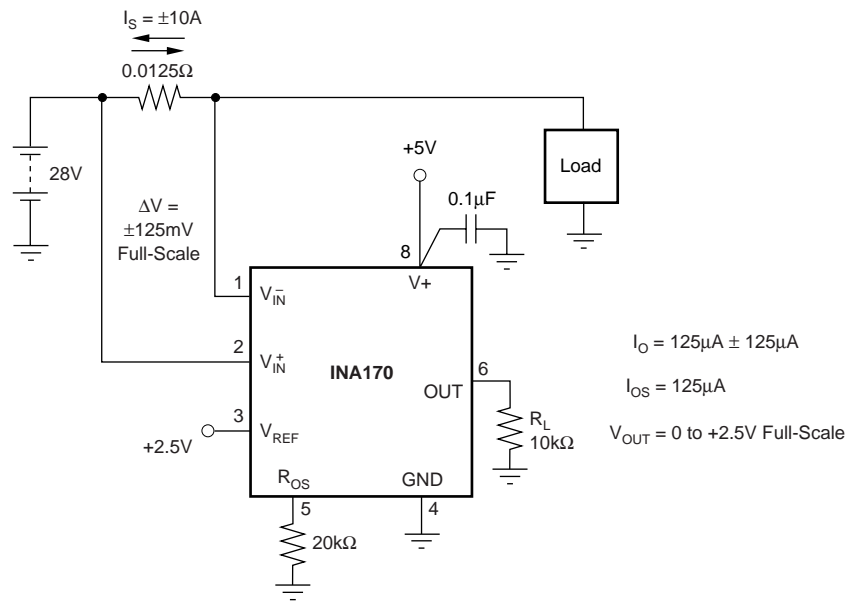 I_S = ±10A
0.0125Ω
28V
+5V
0.1μF
Load
ΔV =
±125mV
Full-Scale
8
V+
1
V_IN^−
2
V_IN^+
INA170
6
OUT
3
V_REF
+2.5V
R_L
10kΩ
R_OS
GND
5
4
20kΩ
I_O = 125μA ± 125μA
I_OS = 125μA
V_OUT = 0 to +2.5V Full-Scale